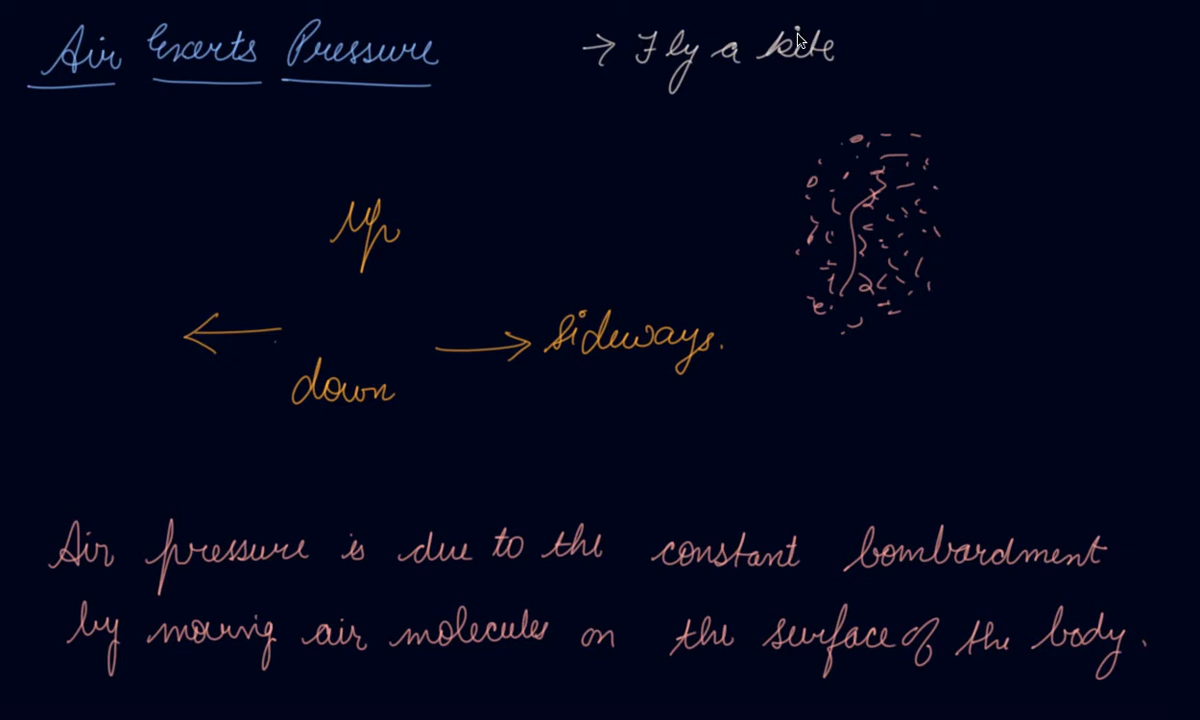 Air Exerts Pressure → Fly a kite
up
← → sideways.
down
Air pressure is due to the constant bombardment
by moving air molecules on the surface of the body.